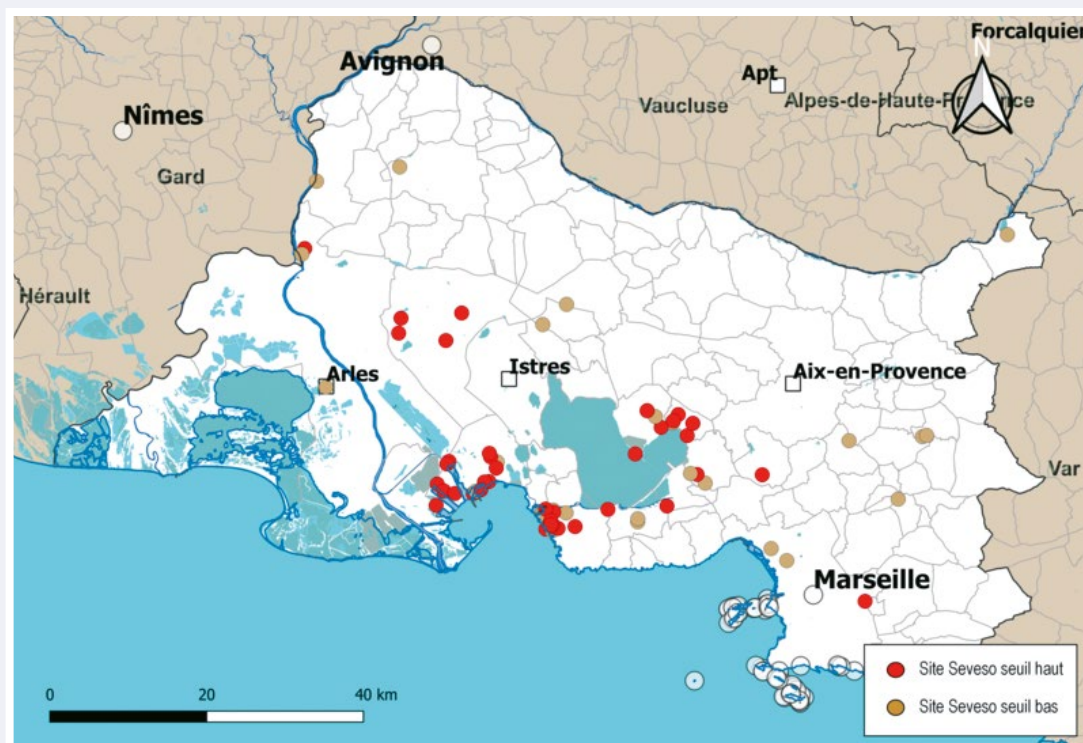 Forcalquier
N
Avignon
Apt
Vaucluse
Alpes-de-Haute-Provence
Nîmes
Gard
Hérault
Arles
Istres
Aix-en-Provence
Var
Marseille
0 20 40 km
Site Seveso seuil haut
Site Seveso seuil bas